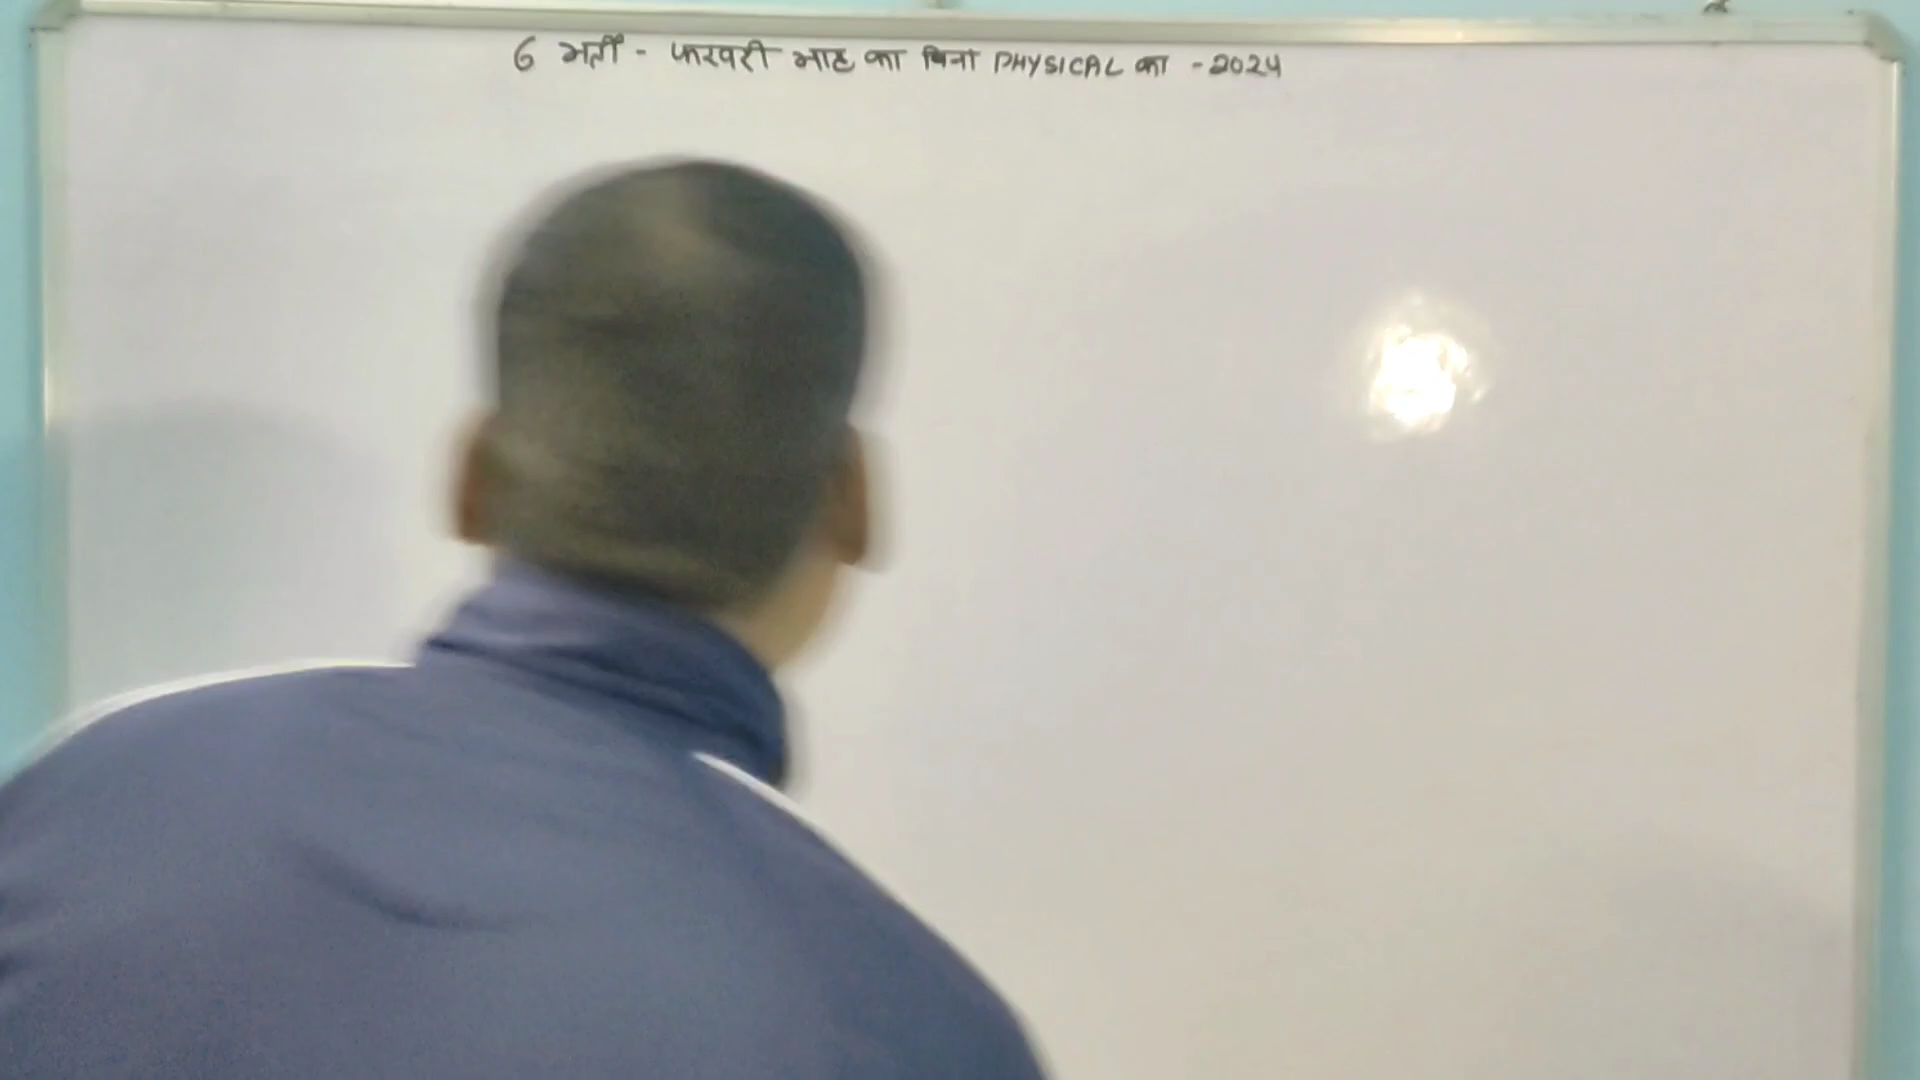 6 भर्ती - फरवरी माह का बिना PHYSICAL का - 2024